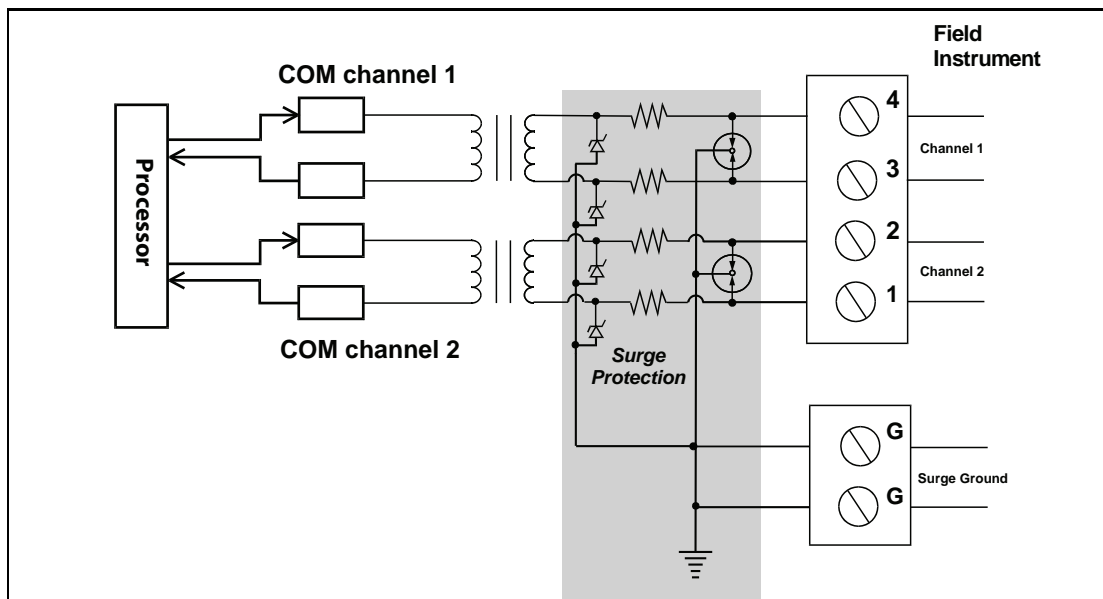 Field
Instrument
COM channel 1
Processor
COM channel 2
Surge
Protection
4
Channel 1
3
2
Channel 2
1
G
Surge Ground
G